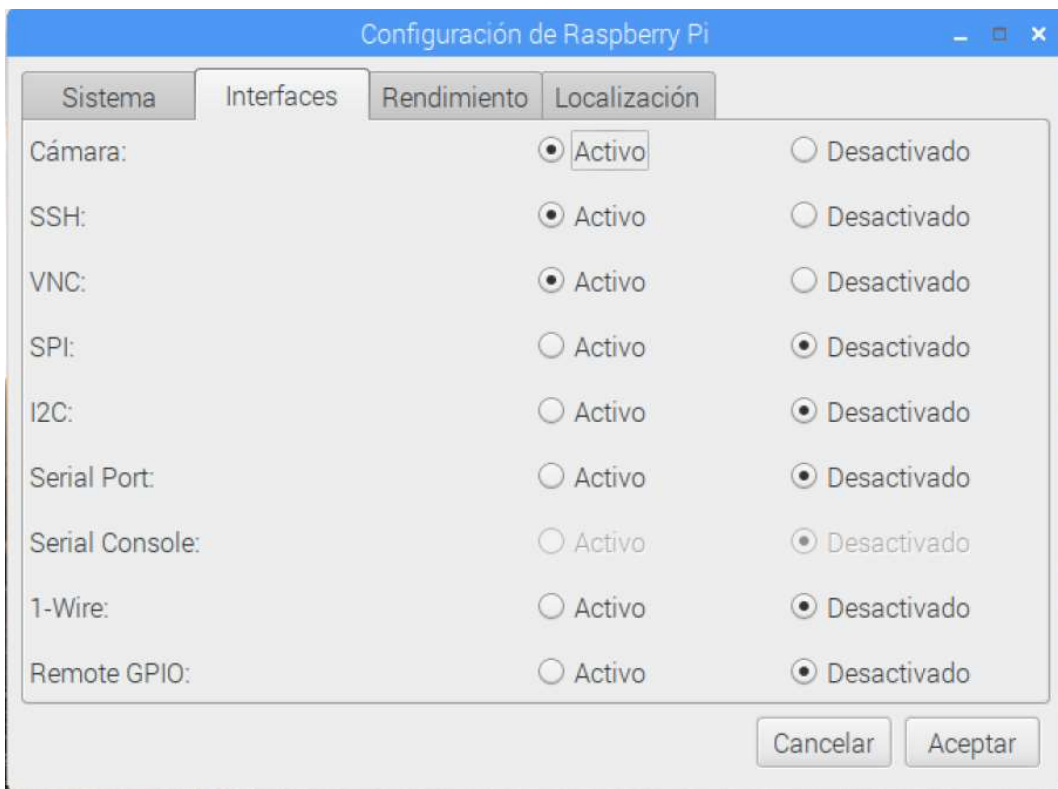 Configuración de Raspberry Pi
Sistema Interfaces Rendimiento Localización
Cámara: Activo Desactivado
SSH: Activo Desactivado
VNC: Activo Desactivado
SPI: Activo Desactivado
I2C: Activo Desactivado
Serial Port: Activo Desactivado
Serial Console: Activo Desactivado
1-Wire: Activo Desactivado
Remote GPIO: Activo Desactivado
Cancelar Aceptar